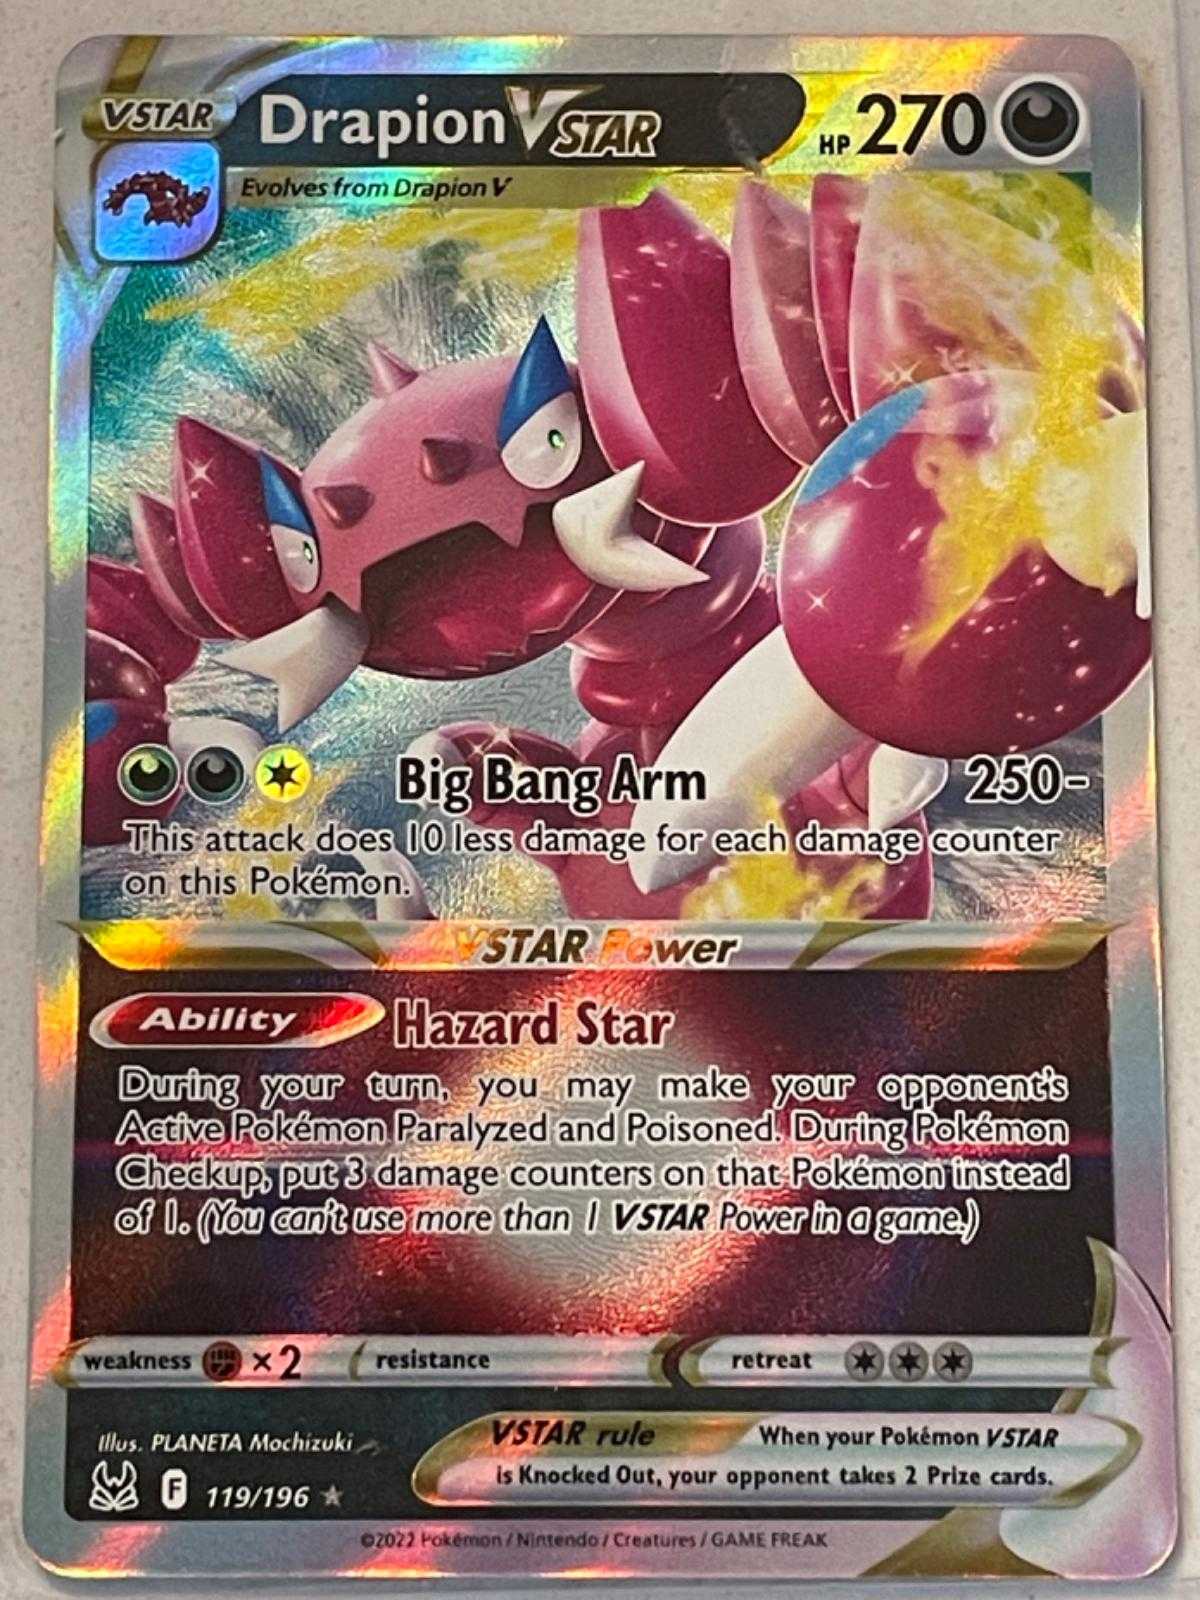 VSTAR
Drapion VSTAR
HP 270
Evolves from Drapion V
Big Bang Arm 250-
This attack does 10 less damage for each damage counter
on this Pokémon.
VSTAR Power
Ability Hazard Star
During your turn, you may make your opponent's
Active Pokémon Paralyzed and Poisoned. During Pokémon
Checkup, put 3 damage counters on that Pokémon instead
of 1. (You can't use more than 1 VSTAR Power in a game.)
weakness ×2 resistance retreat
Illus. PLANETA Mochizuki
F 119/196
VSTAR rule When your Pokémon VSTAR
is Knocked Out, your opponent takes 2 Prize cards.
©2022 Pokémon / Nintendo / Creatures / GAME FREAK